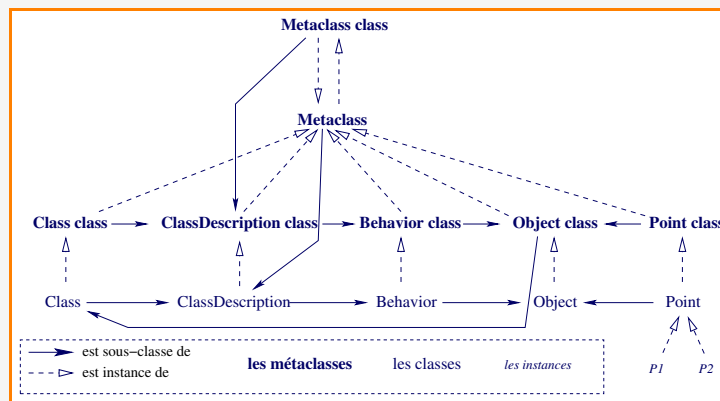 Metaclass class
Metaclass
Class class ClassDescription class Behavior class Object class Point class
Class ClassDescription Behavior Object Point
est sous-classe de
est instance de
les métaclasses les classes les instances
P1 P2